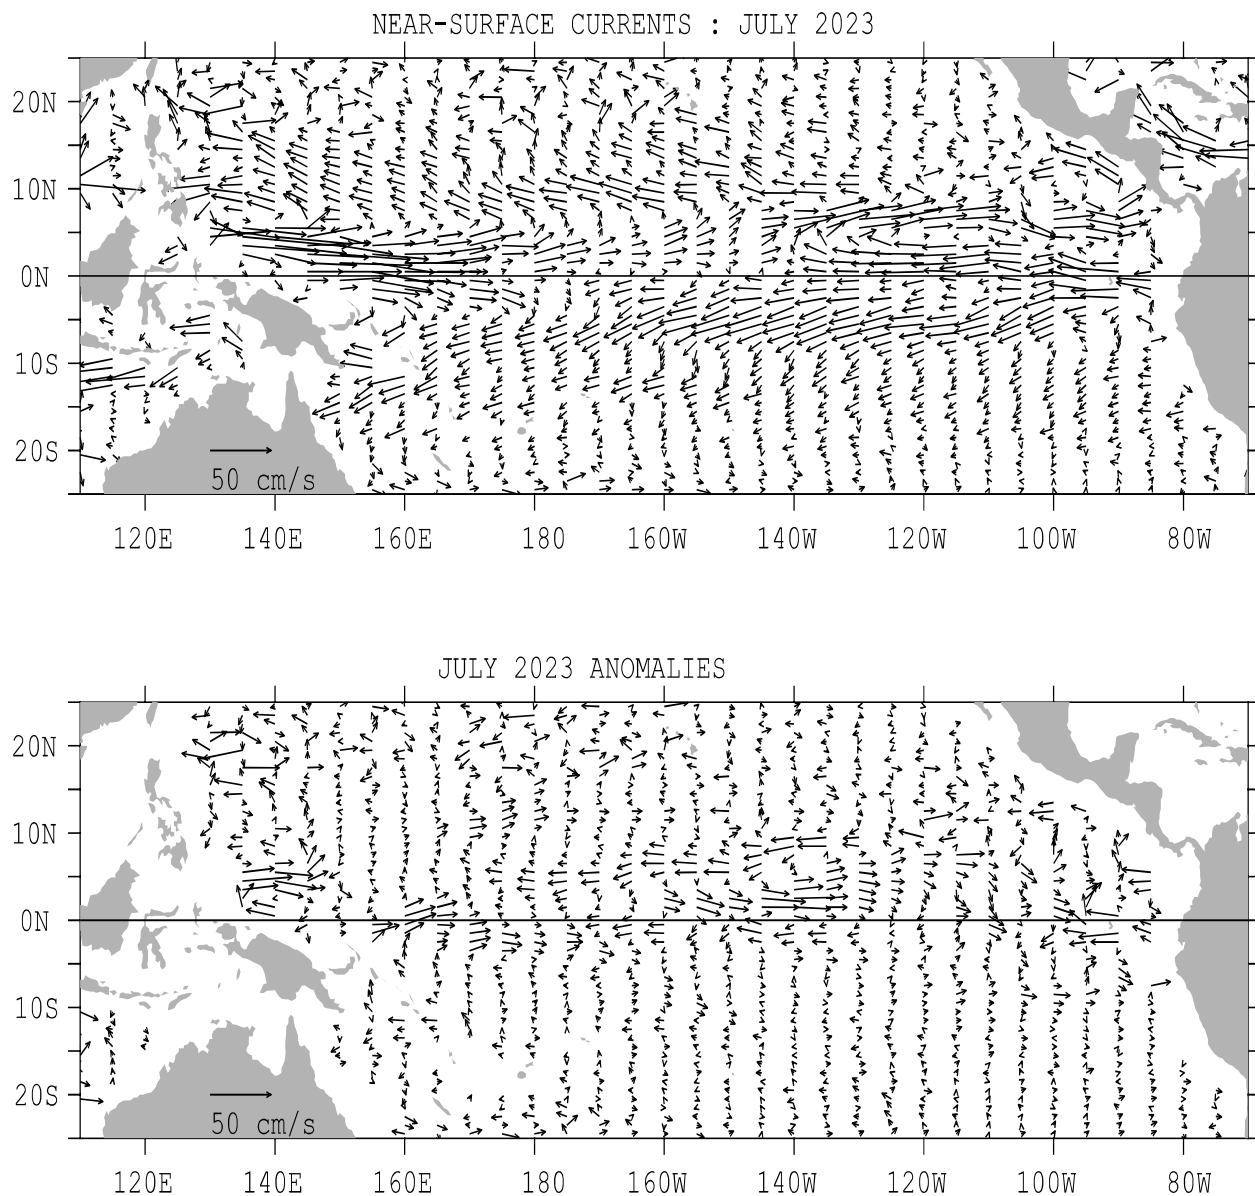 NEAR-SURFACE CURRENTS : JULY 2023
20N
10N
0N
10S
20S
50 cm/s
120E 140E 160E 180 160W 140W 120W 100W 80W
JULY 2023 ANOMALIES
20N
10N
0N
10S
20S
50 cm/s
120E 140E 160E 180 160W 140W 120W 100W 80W